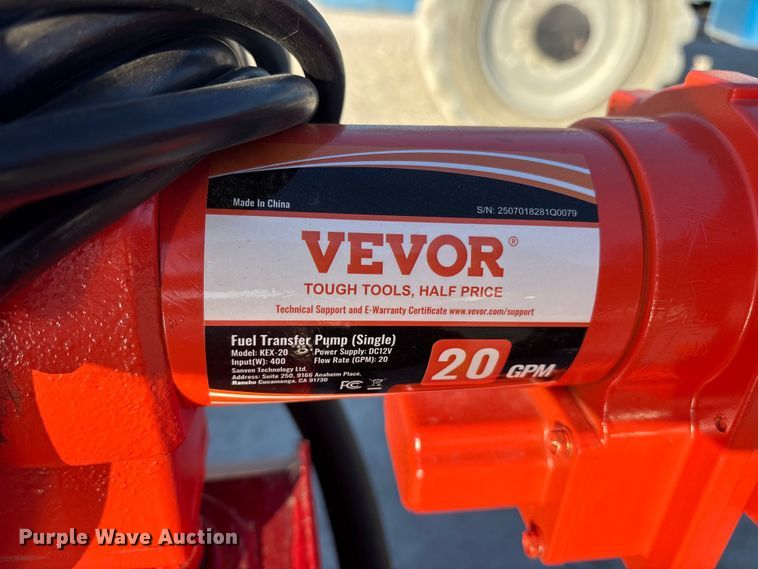 Made In China
S/N: 2507018281Q0079
VEVOR®
TOUGH TOOLS, HALF PRICE
Technical Support and E-Warranty Certificate www.vevor.com/support
Fuel Transfer Pump (Single)
Model: KEX-20 Power Supply: DC12V
Input(W): 400 Flow Rate (GPM): 20
Sanven Technology Ltd.
Address: Suite 250, 9166 Anaheim Place,
Rancho Cucamonga, CA 91730
FCC
20 GPM
Purple Wave Auction